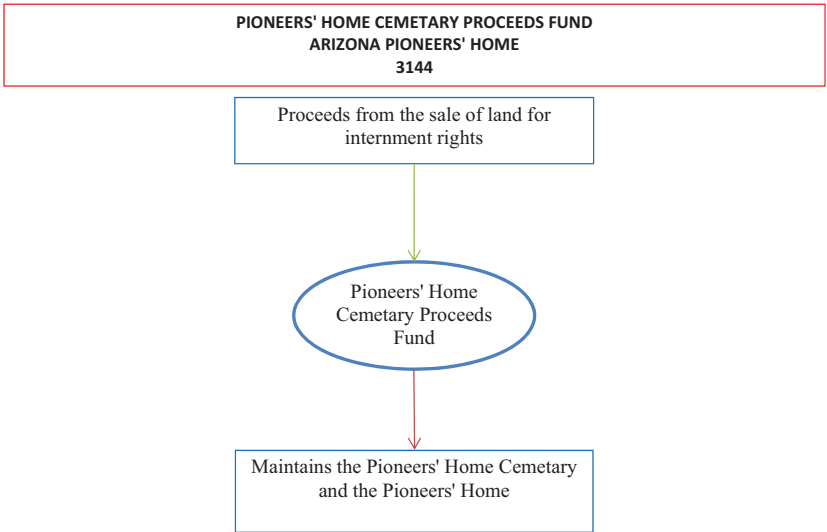 PIONEERS' HOME CEMETARY PROCEEDS FUND
ARIZONA PIONEERS' HOME
3144
Proceeds from the sale of land for
internment rights
Pioneers' Home
Cemetary Proceeds
Fund
Maintains the Pioneers' Home Cemetary
and the Pioneers' Home